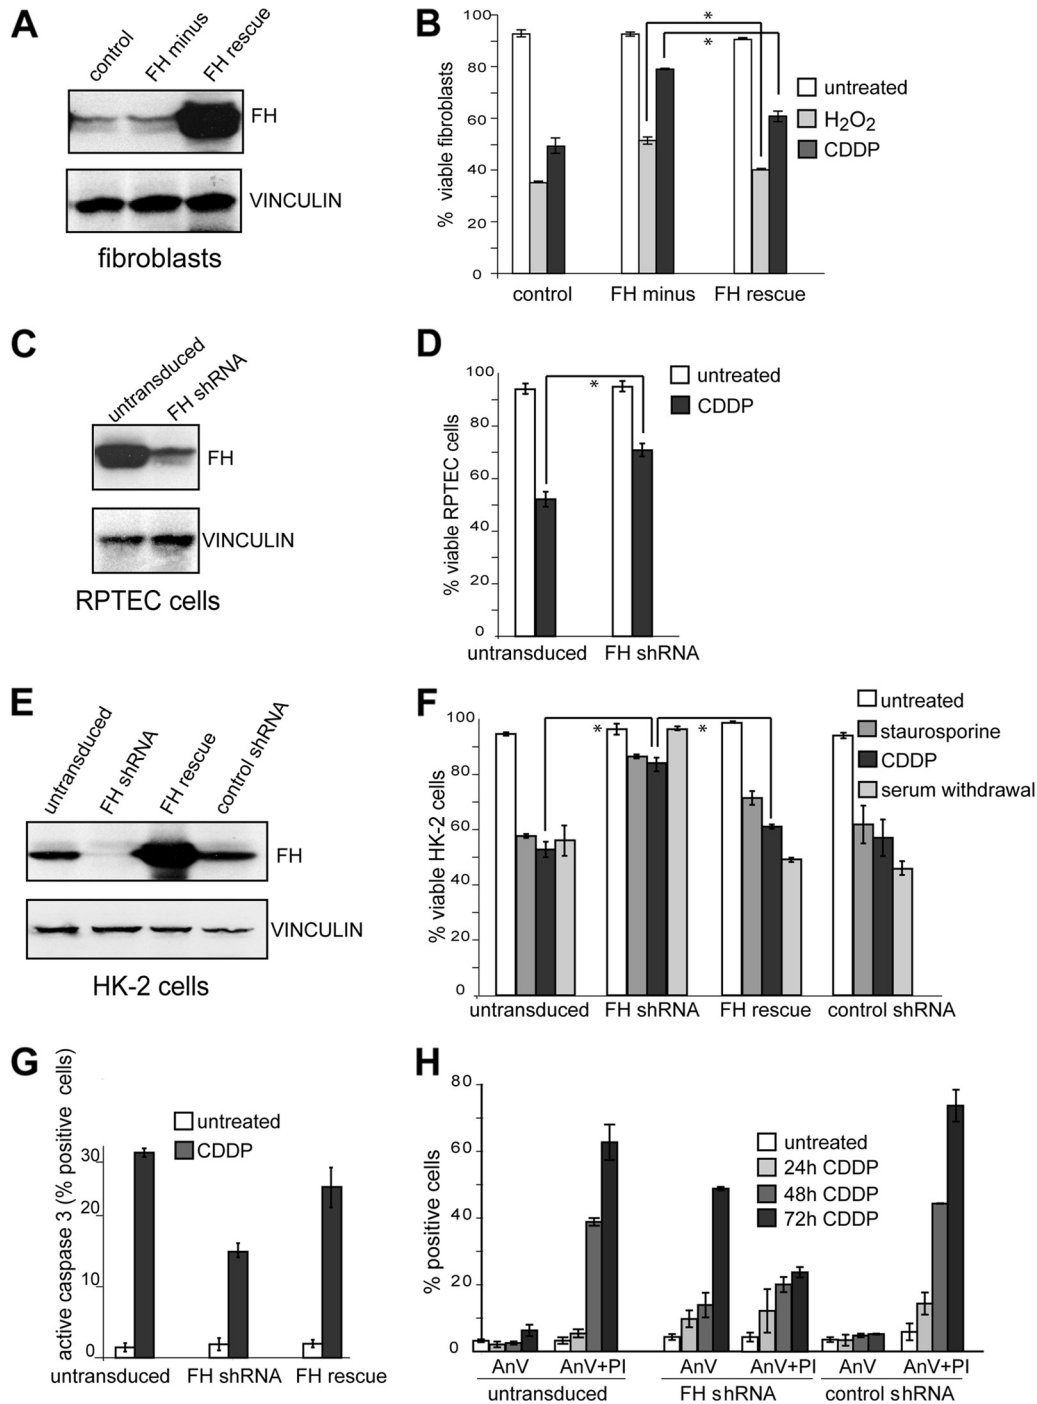 A
control
FH minus
FH rescue
FH
VINCULIN
fibroblasts
B
% viable fibroblasts
100
80
60
40
20
0
*
*
untreated
H2O2
CDDP
control FH minus FH rescue
C
untransduced
FH shRNA
FH
VINCULIN
RPTEC cells
D
% viable RPTEC cells
100
80
60
40
20
0
*
untreated
CDDP
untransduced FH shRNA
E
untransduced
FH shRNA
FH rescue
control shRNA
FH
VINCULIN
HK-2 cells
F
% viable HK-2 cells
100
80
60
40
20
0
* *
untreated
staurosporine
CDDP
serum withdrawal
untransduced FH shRNA FH rescue control shRNA
G
active caspase 3 (% positive cells)
30
20
10
0
untreated
CDDP
untransduced FH shRNA FH rescue
H
% positive cells
80
60
40
20
0
untreated
24h CDDP
48h CDDP
72h CDDP
AnV AnV+PI AnV AnV+PI AnV AnV+PI
untransduced FH shRNA control shRNA